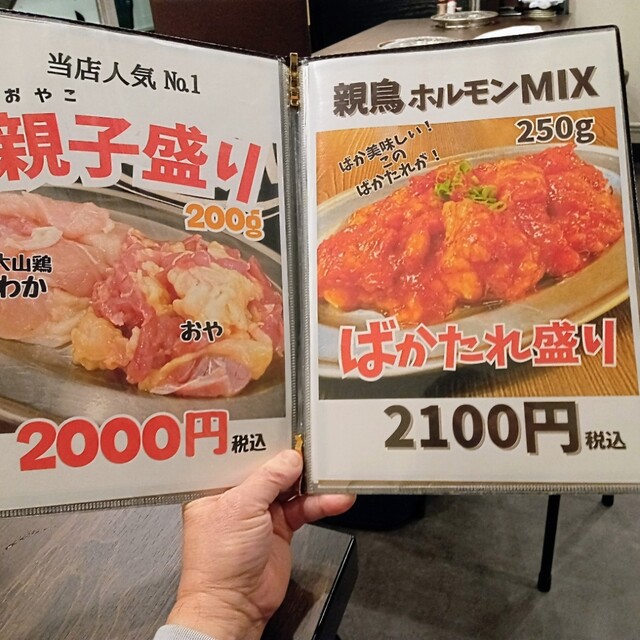 当店人気 No.1
おやこ
親子盛り
200g
大山鶏
わか
おや
2000円 税込
親鳥 ホルモンMIX
250g
ばか美味しい!
この
ばかたれが!
ばかたれ盛り
2100円 税込